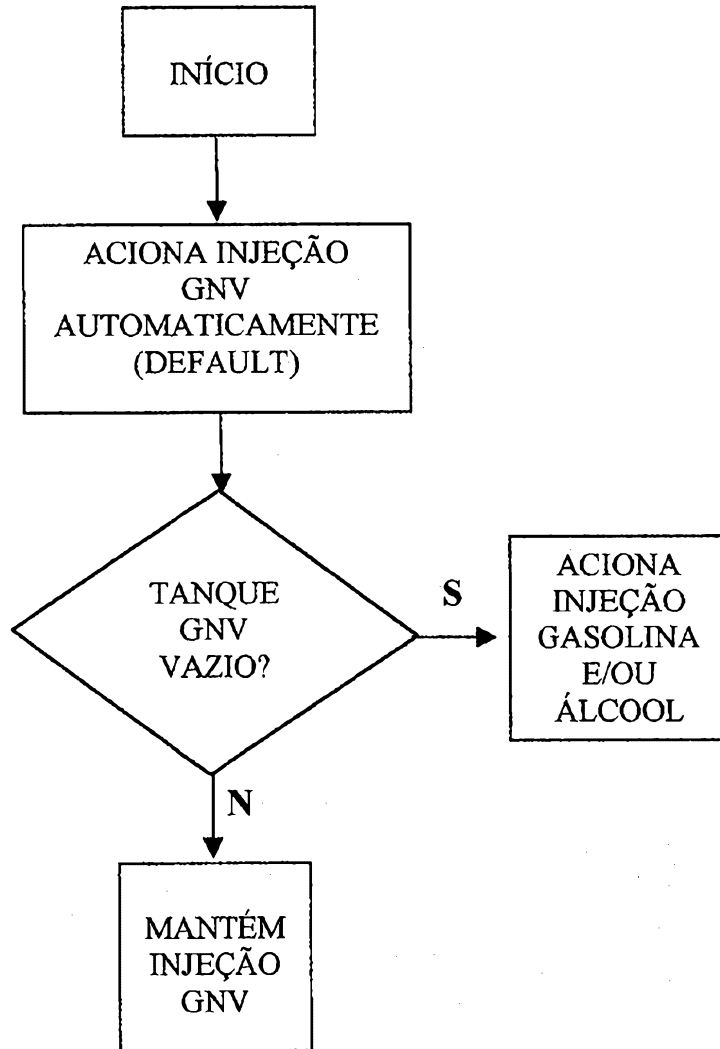 INÍCIO
ACIONA INJEÇÃO
GNV
AUTOMATICAMENTE
(DEFAULT)
TANQUE
GNV
VAZIO?
S
ACIONA
INJEÇÃO
GASOLINA
E/OU
ÁLCOOL
N
MANTÉM
INJEÇÃO
GNV